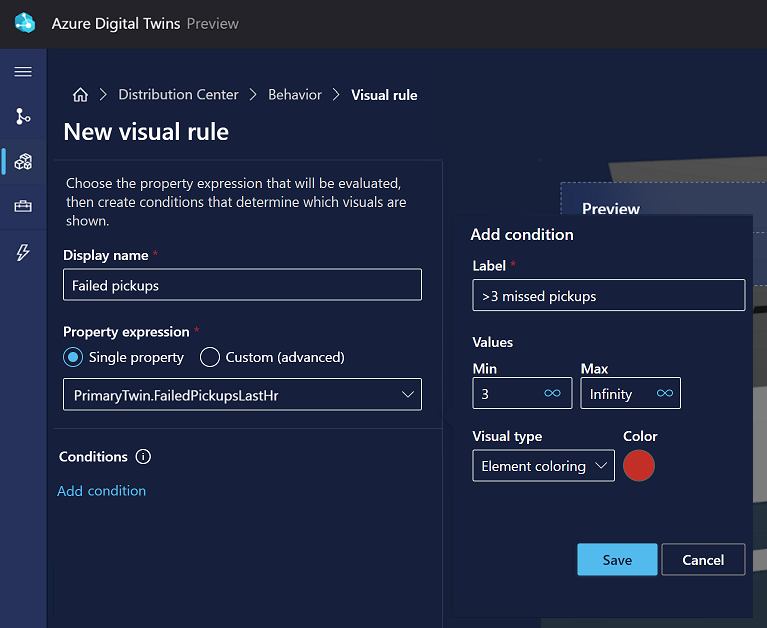 Azure Digital Twins Preview
Distribution Center > Behavior > Visual rule
New visual rule
Choose the property expression that will be evaluated,
then create conditions that determine which visuals are
shown.
Display name *
Failed pickups
Property expression *
Single property Custom (advanced)
PrimaryTwin.FailedPickupsLastHr
Conditions
Add condition
Preview
Add condition
Label *
>3 missed pickups
Values
Min Max
3 ∞ Infinity ∞
Visual type Color
Element coloring
Save Cancel